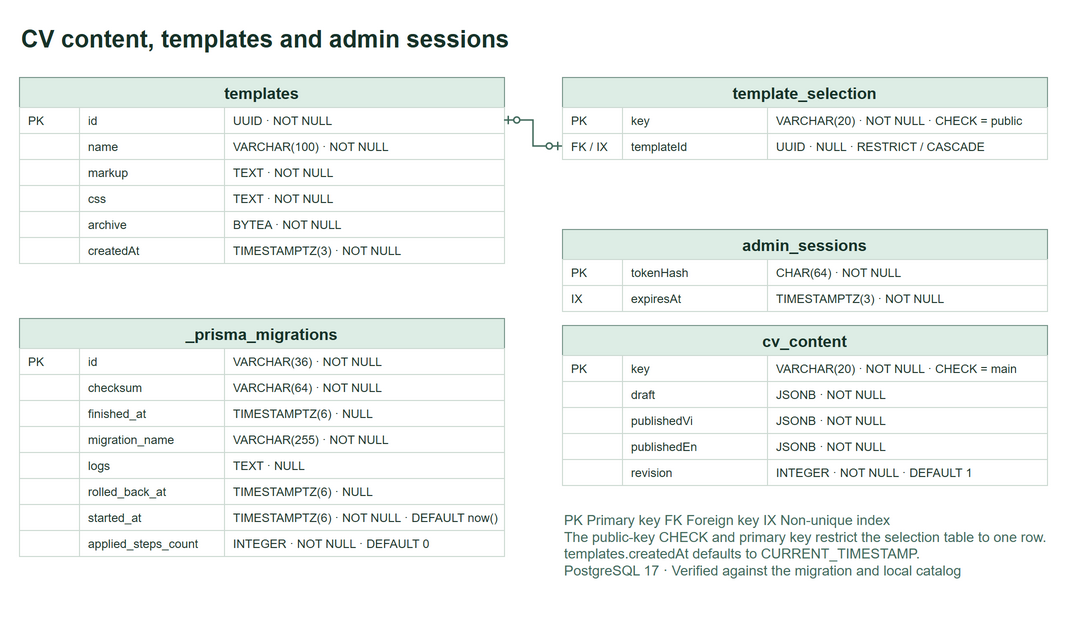 CV content, templates and admin sessions
templates
PK id UUID · NOT NULL
name VARCHAR(100) · NOT NULL
markup TEXT · NOT NULL
css TEXT · NOT NULL
archive BYTEA · NOT NULL
createdAt TIMESTAMPTZ(3) · NOT NULL
template_selection
PK key VARCHAR(20) · NOT NULL · CHECK = public
FK / IX templateId UUID · NULL · RESTRICT / CASCADE
admin_sessions
PK tokenHash CHAR(64) · NOT NULL
IX expiresAt TIMESTAMPTZ(3) · NOT NULL
_prisma_migrations
PK id VARCHAR(36) · NOT NULL
checksum VARCHAR(64) · NOT NULL
finished_at TIMESTAMPTZ(6) · NULL
migration_name VARCHAR(255) · NOT NULL
logs TEXT · NULL
rolled_back_at TIMESTAMPTZ(6) · NULL
started_at TIMESTAMPTZ(6) · NOT NULL · DEFAULT now()
applied_steps_count INTEGER · NOT NULL · DEFAULT 0
cv_content
PK key VARCHAR(20) · NOT NULL · CHECK = main
draft JSONB · NOT NULL
publishedVi JSONB · NOT NULL
publishedEn JSONB · NOT NULL
revision INTEGER · NOT NULL · DEFAULT 1
PK Primary key FK Foreign key IX Non-unique index
The public-key CHECK and primary key restrict the selection table to one row.
templates.createdAt defaults to CURRENT_TIMESTAMP.
PostgreSQL 17 · Verified against the migration and local catalog